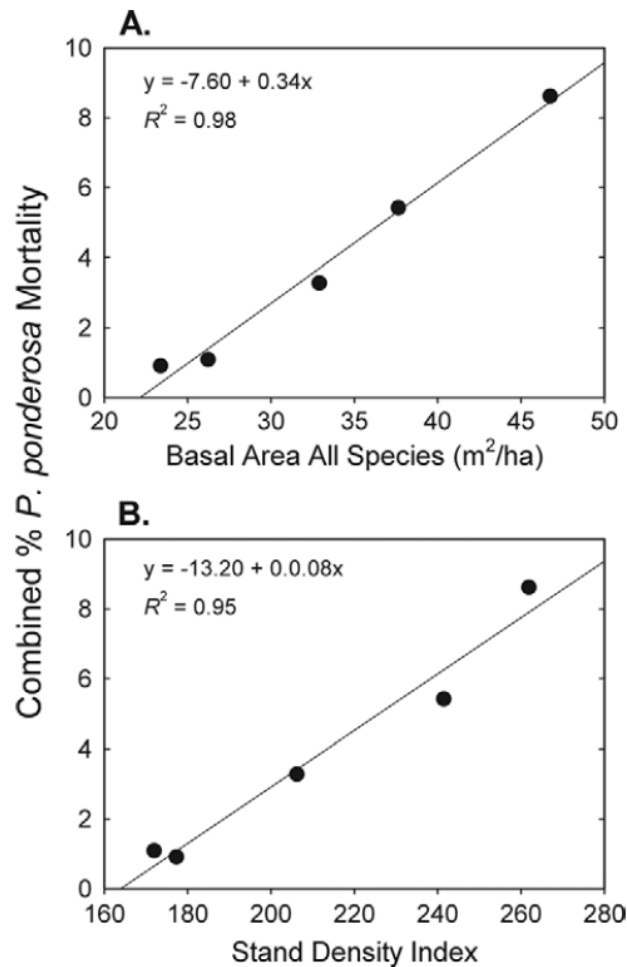 A.
y = -7.60 + 0.34x
R² = 0.98
10
8
6
4
2
0
20 25 30 35 40 45 50
Basal Area All Species (m²/ha)
Combined % P. ponderosa Mortality
B.
y = -13.20 + 0.0.08x
R² = 0.95
10
8
6
4
2
0
160 180 200 220 240 260 280
Stand Density Index